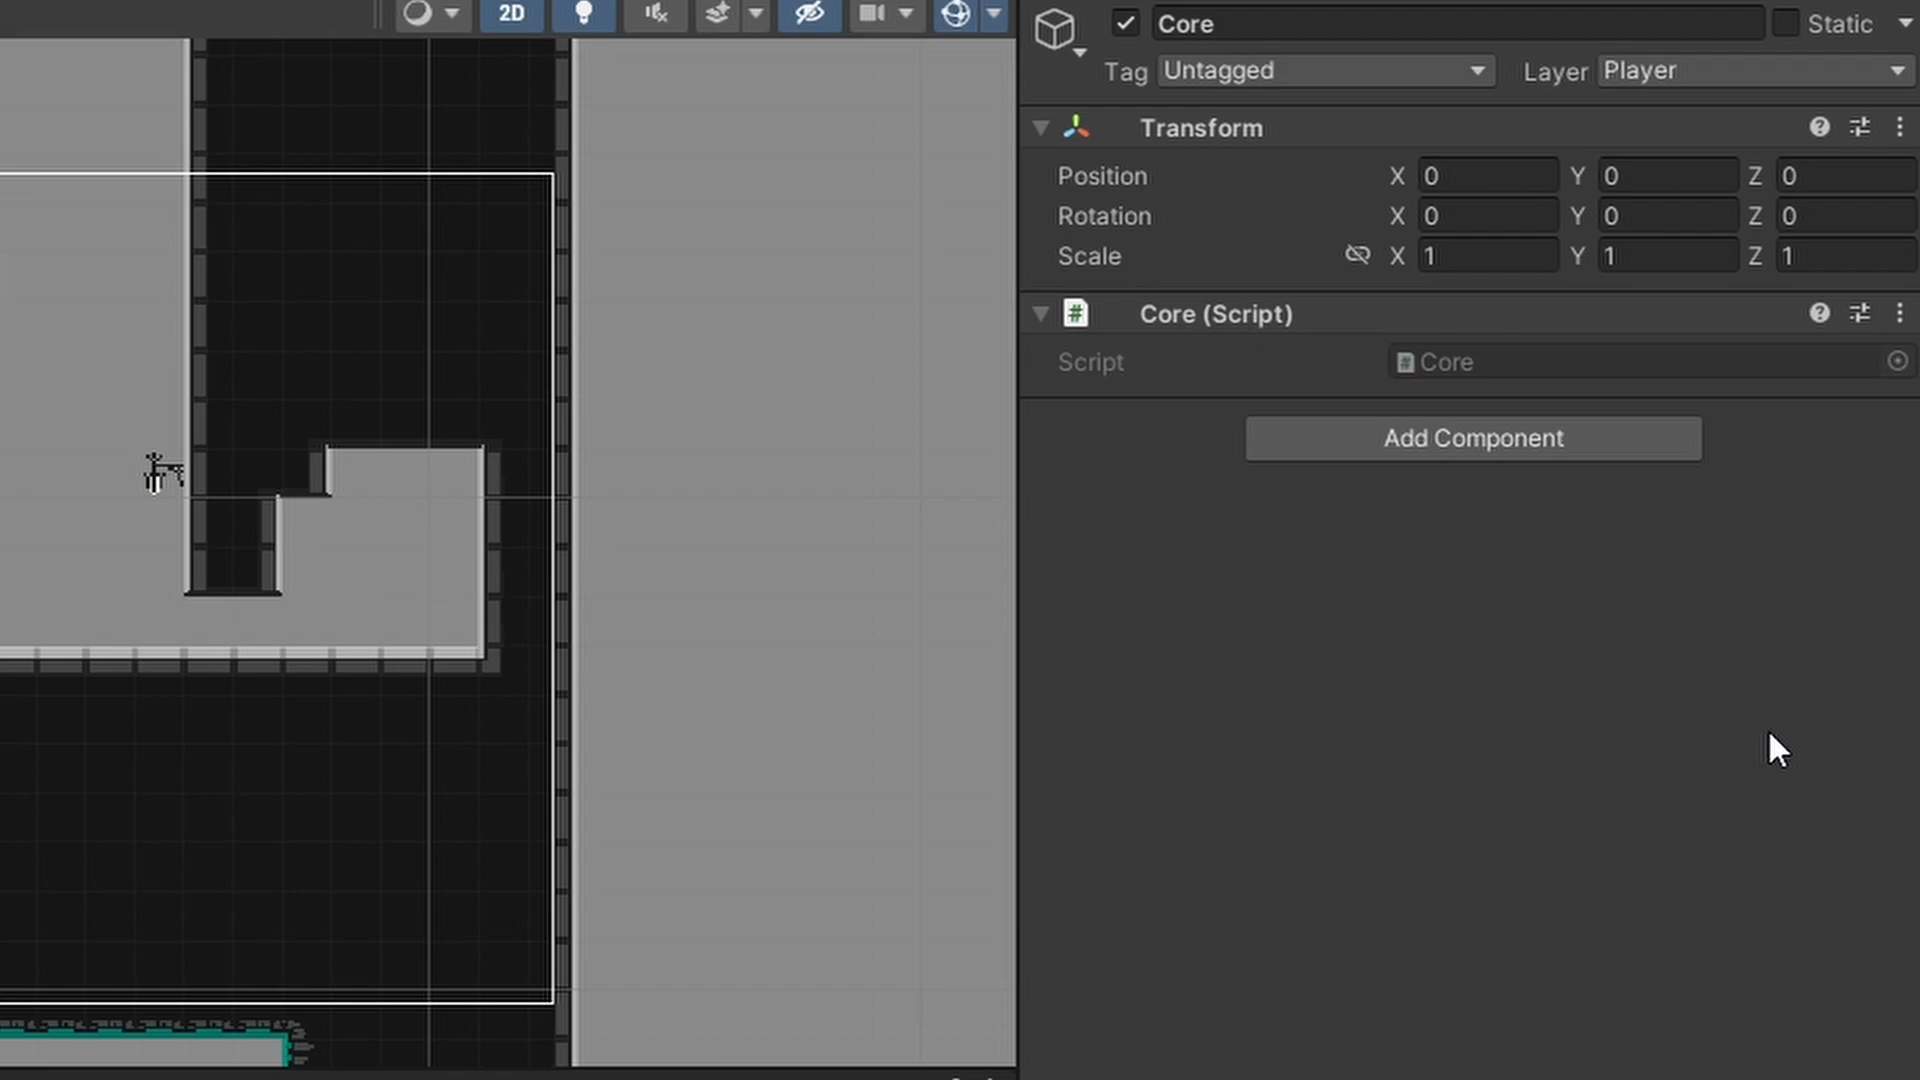 2D
Core
Static
Tag Untagged Layer Player
Transform
Position X 0 Y 0 Z 0
Rotation X 0 Y 0 Z 0
Scale X 1 Y 1 Z 1
Core (Script)
Script Core
Add Component